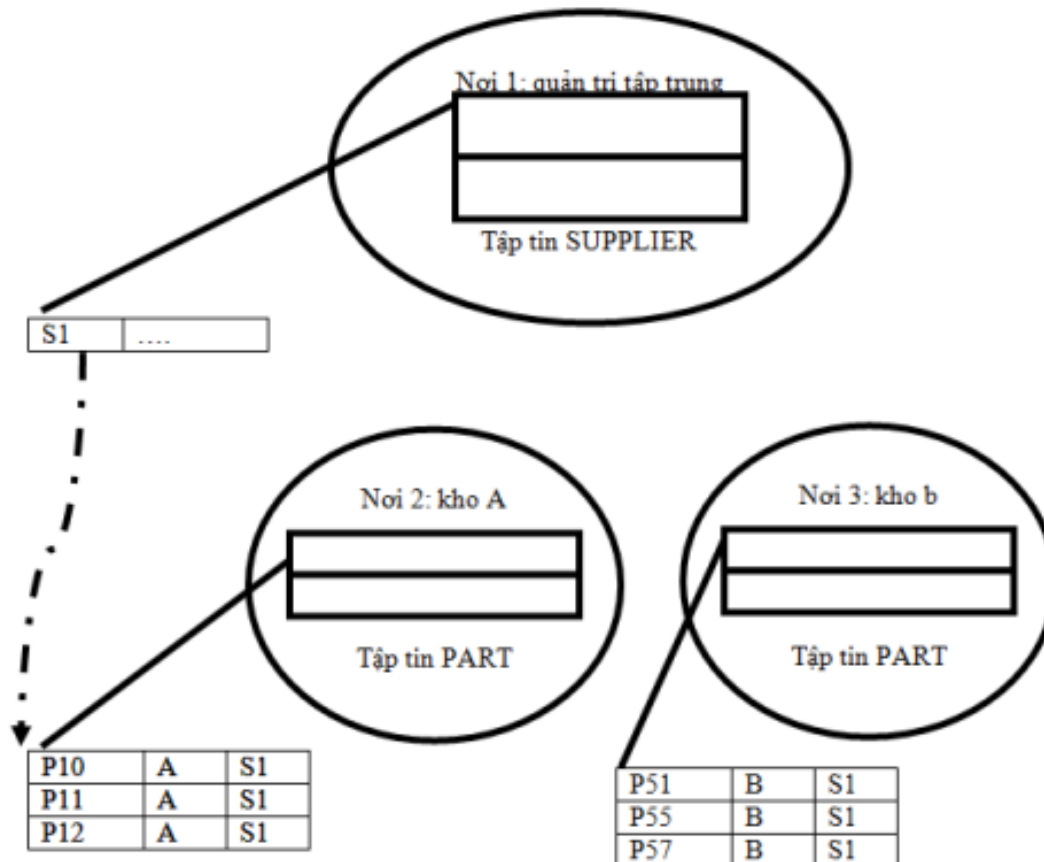 Nơi 1: quản trị tập trung
Tập tin SUPPLIER
S1 ....
Nơi 2: kho A
Tập tin PART
Nơi 3: kho b
Tập tin PART
P10 A S1
P11 A S1
P12 A S1
P51 B S1
P55 B S1
P57 B S1